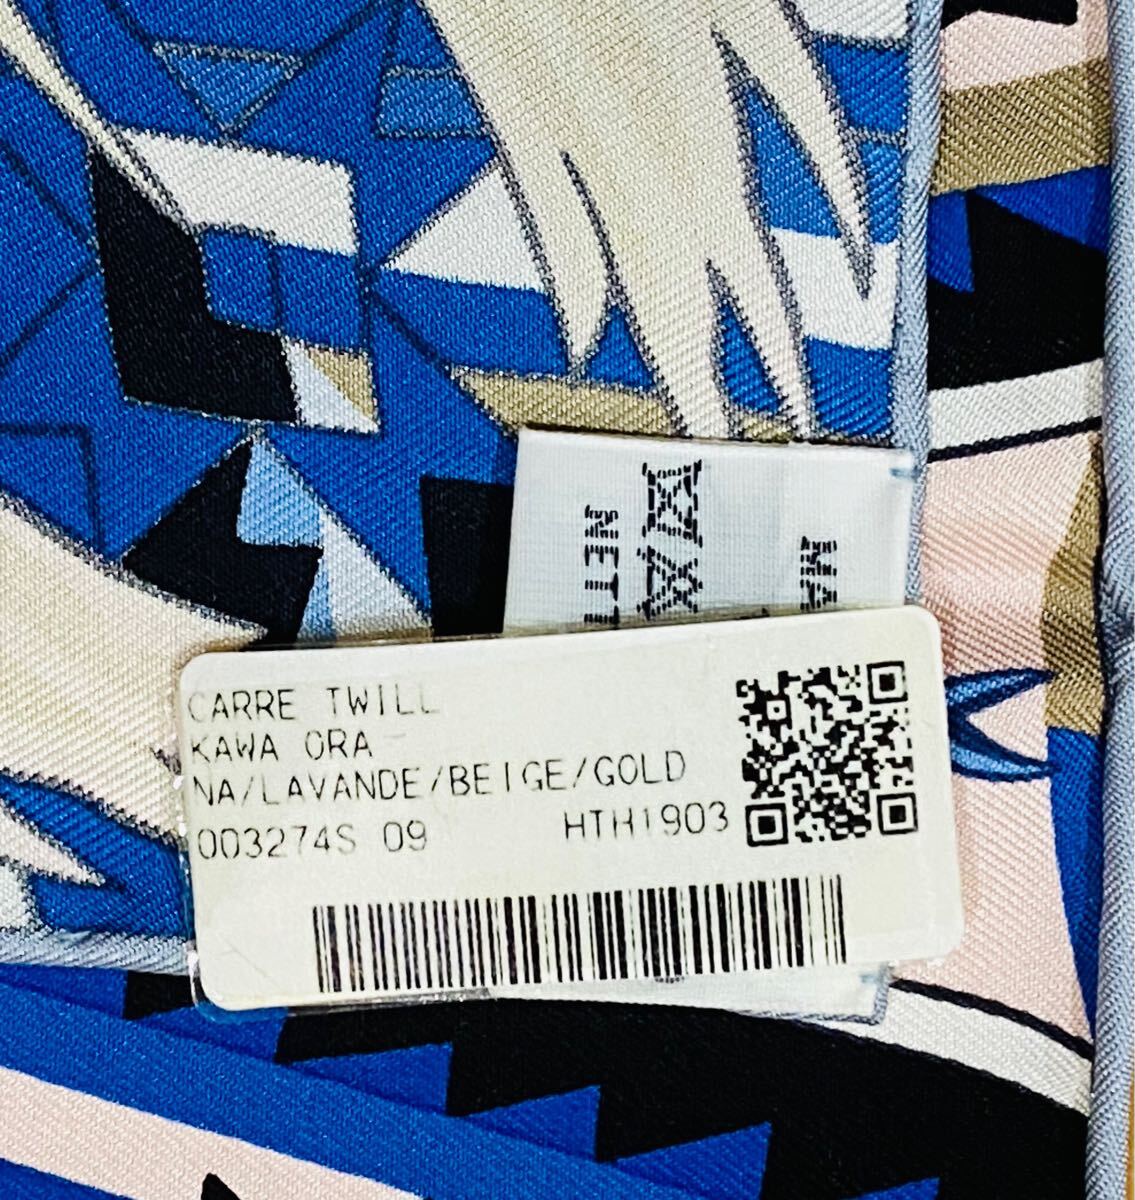 CARRE TWILL
KAWA ORA
NA/LAVANDE/BEIGE/GOLD
003274S 09 HTH1903